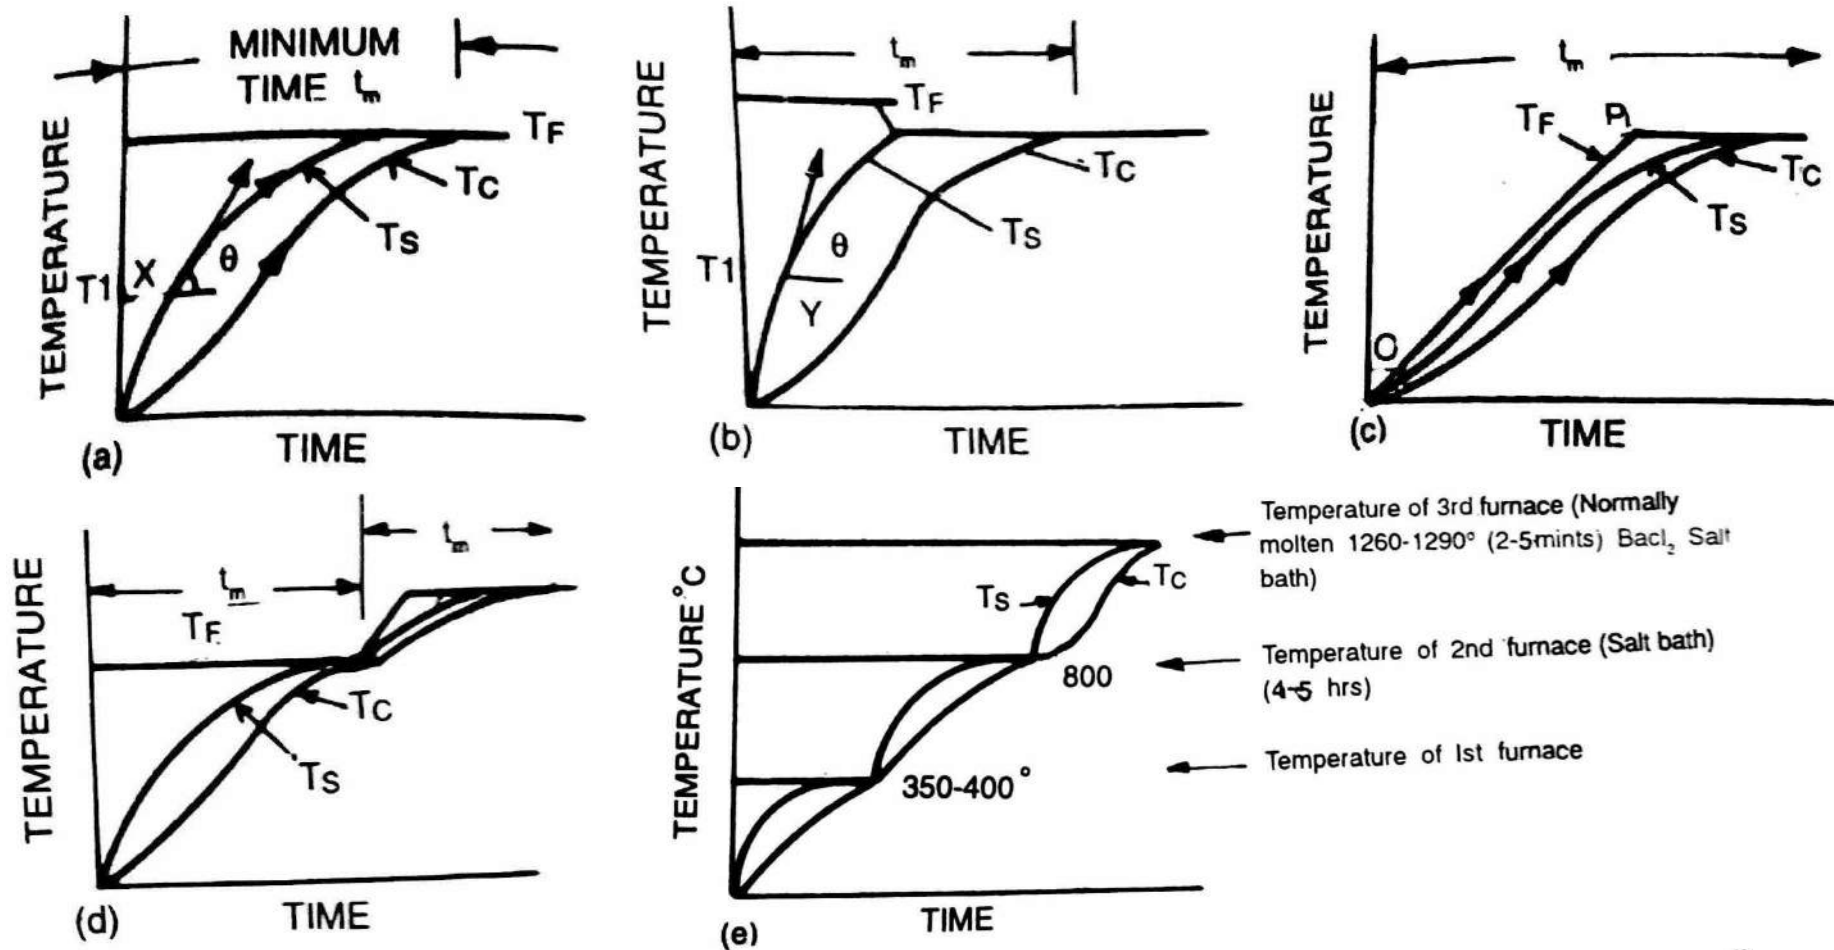 MINIMUM
TIME tm
TEMPERATURE
TF
TC
TS
T1
X
θ
(a)
TIME
tm
TEMPERATURE
TF
TC
TS
T1
θ
Y
(b)
TIME
tm
TEMPERATURE
TF
P1
TC
TS
O
(c)
TIME
tm
tm
TEMPERATURE
TF
TC
TS
(d)
TIME
TEMPERATURE °C
TS
TC
800
350-400°
(e)
TIME
Temperature of 3rd furnace (Normally
molten 1260-1290° (2-5mints) Bacl₂ Salt
bath)
Temperature of 2nd furnace (Salt bath)
(4-5 hrs)
Temperature of Ist furnace